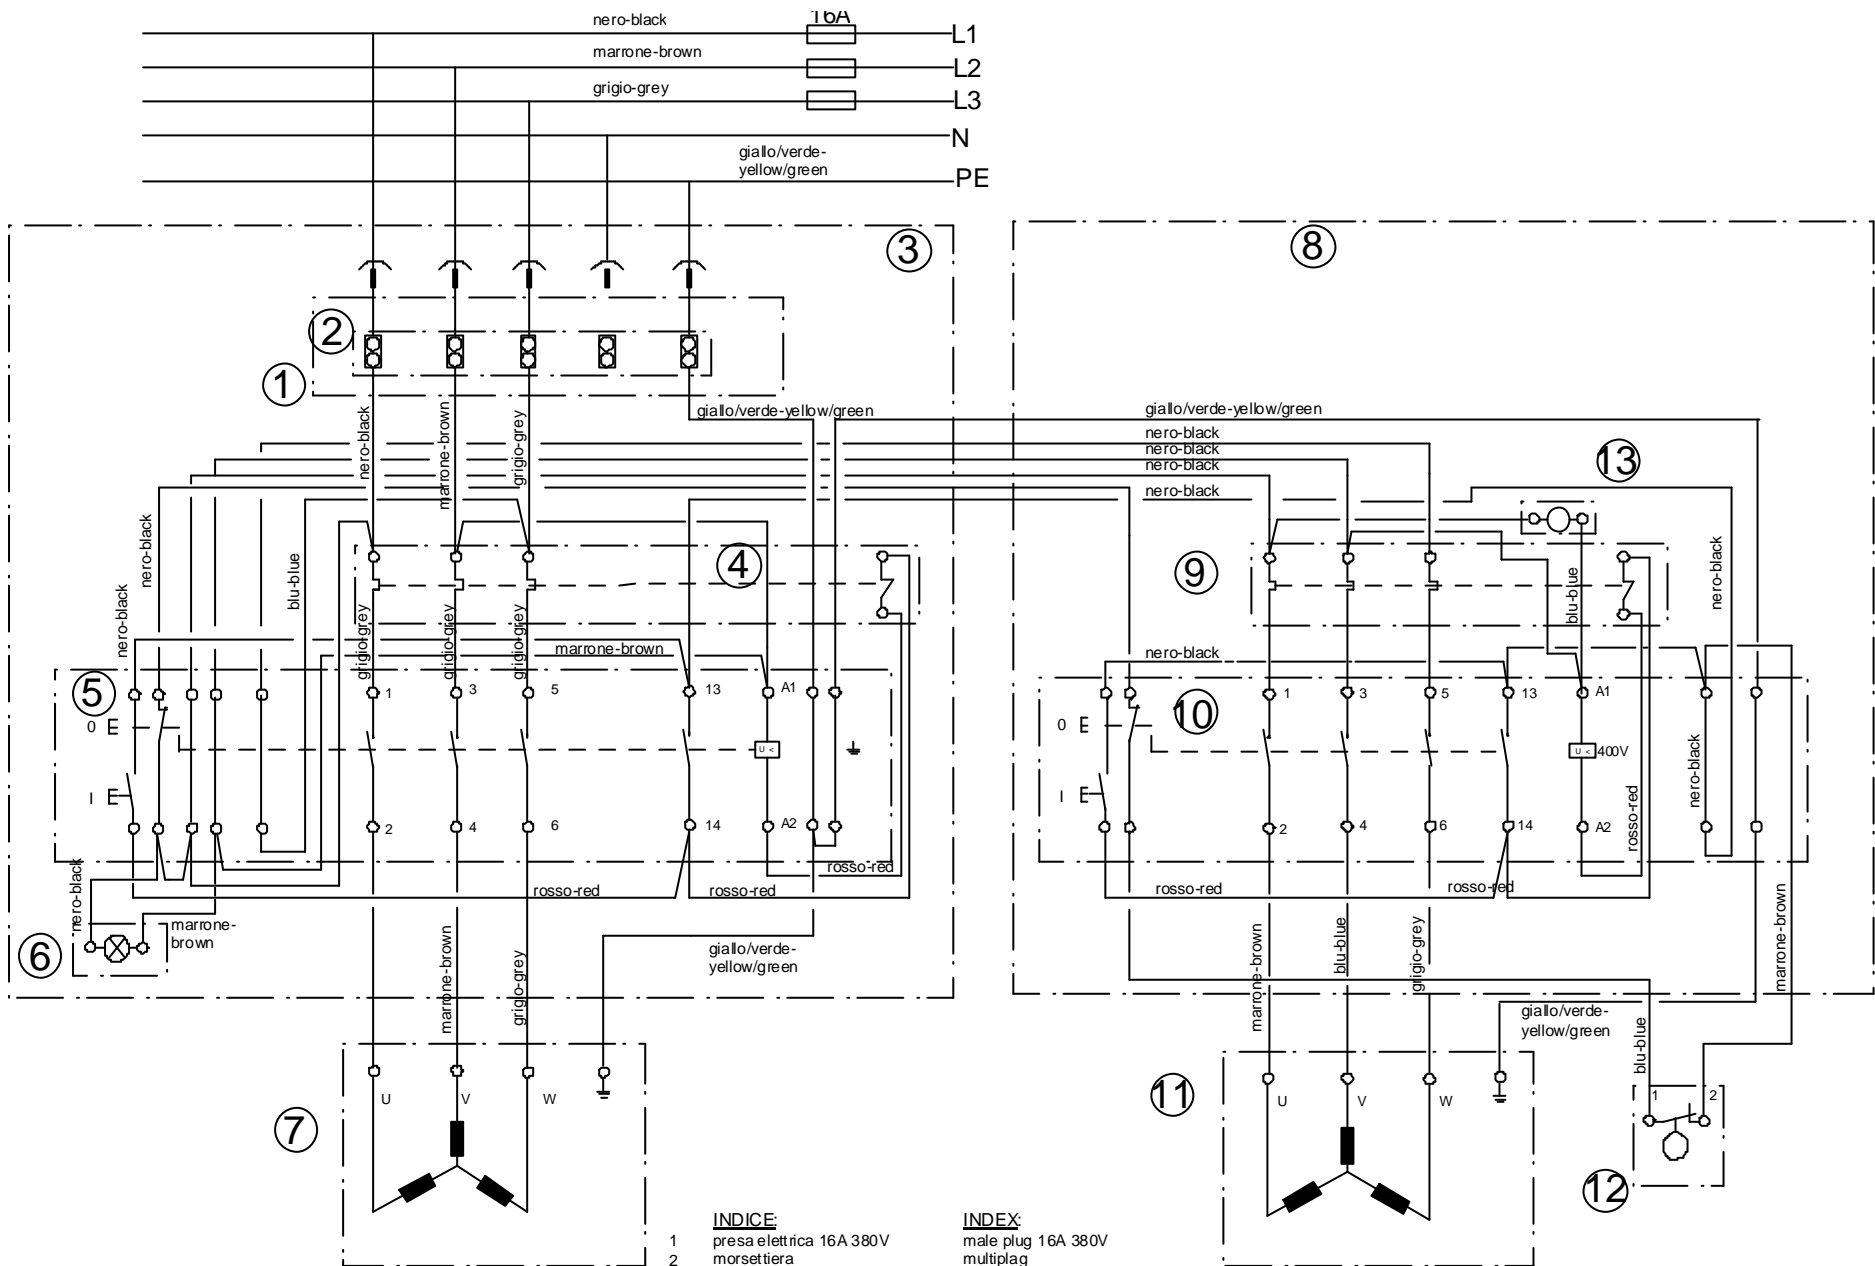 nero-black
16A
L1
marrone-brown
L2
grigio-grey
L3
N
giallo/verde-
yellow/green
PE
3
8
2
1
nero-black
marrone-brown
grigio-grey
giallo/verde-yellow/green
giallo/verde-yellow/green
nero-black
nero-black
nero-black
nero-black
13
nero-black
nero-black
blu-blue
4
9
blu-blue
nero-black
grigio-grey
grigio-grey
grigio-grey
marrone-brown
nero-black
5
1
3
5
13
A1
10
1
3
5
13
A1
0
U <
0
U <
400V
nero-black
I
I
rosso-red
2
4
6
14
A2
2
4
6
14
A2
nero-black
rosso-red
rosso-red
rosso-red
rosso-red
rosso-red
marrone-
brown
6
marrone-brown
grigio-grey
giallo/verde-
yellow/green
marrone-brown
blu-blue
grigio-grey
marrone-brown
giallo/verde-
yellow/green
blu-blue
7
U
V
W
11
U
V
W
1
2
12
INDICE:
INDEX:
1
presa elettrica 16A 380V
male plug 16A 380V
2
morsettiera
multiplag